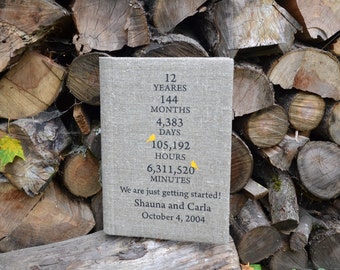 12
YEARES
144
MONTHS
4,383
DAYS
105,192
HOURS
6,311,520
MINUTES
We are just getting started!
Shauna and Carla
October 4, 2004